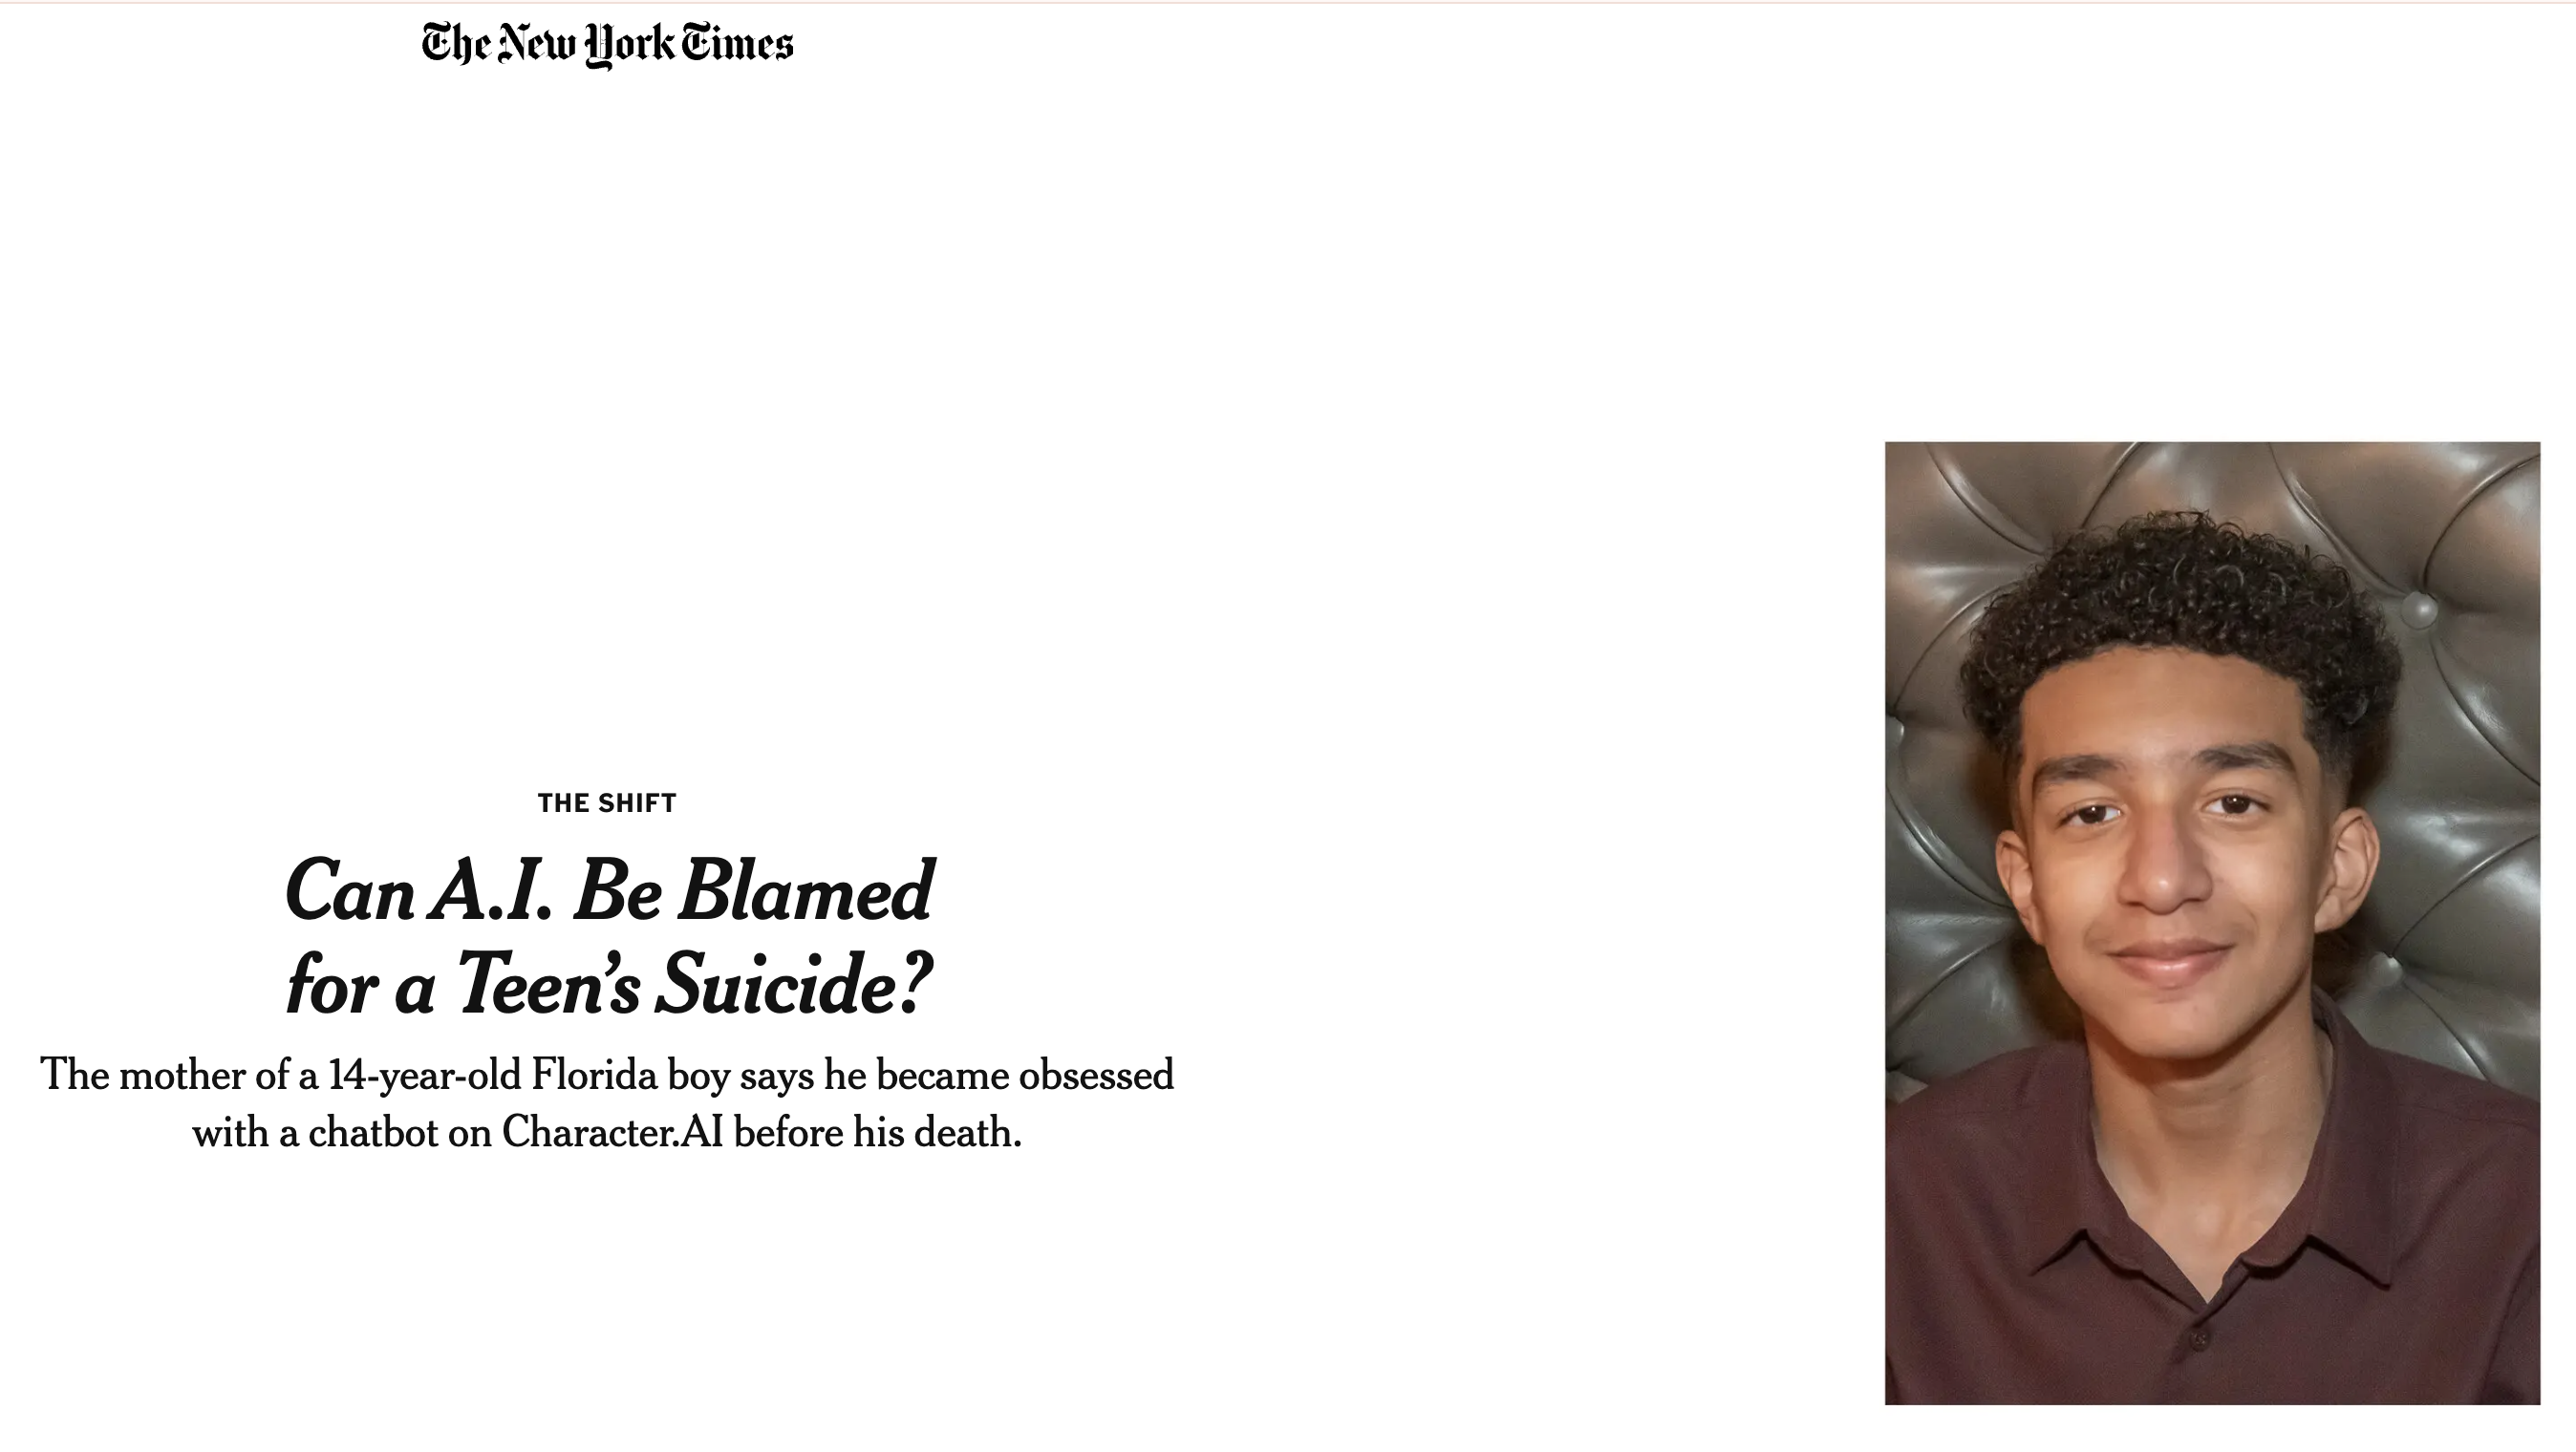 The New York Times
THE SHIFT
Can A.I. Be Blamed
for a Teen’s Suicide?
The mother of a 14-year-old Florida boy says he became obsessed
with a chatbot on Character.AI before his death.